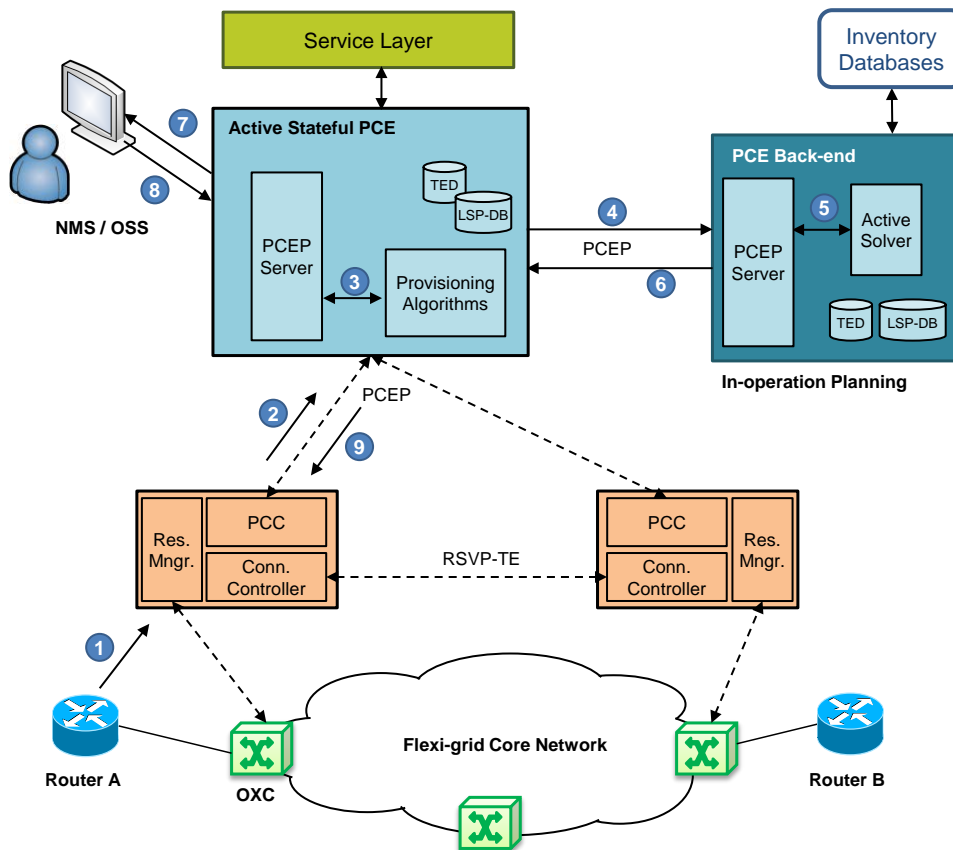 Service Layer
Inventory
Databases
7
8
NMS / OSS
Active Stateful PCE
TED
LSP-DB
PCEP
Server
3
Provisioning
Algorithms
4
PCEP
6
PCE Back-end
PCEP
Server
5
Active
Solver
TED
LSP-DB
In-operation Planning
2
PCEP
9
Res.
Mngr.
PCC
Conn.
Controller
RSVP-TE
PCC
Conn.
Controller
Res.
Mngr.
1
Router A
OXC
Flexi-grid Core Network
Router B